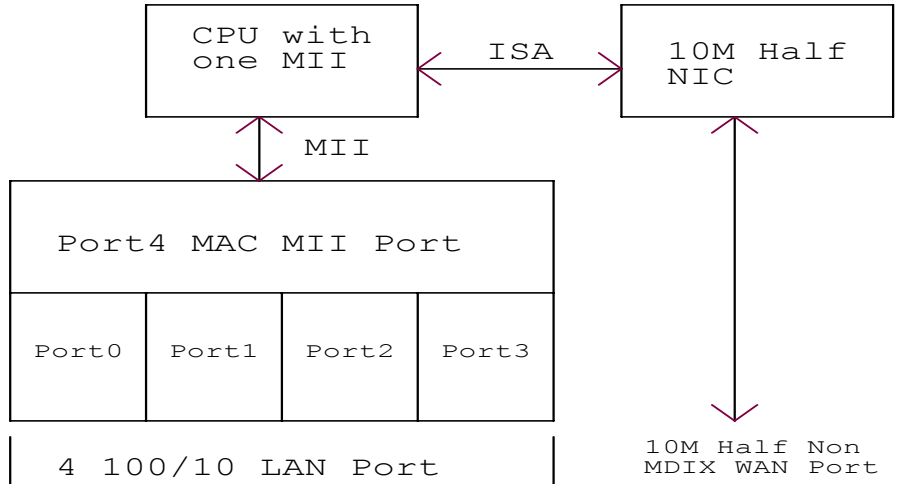 CPU with
one MII
ISA
10M Half
NIC
MII
Port4 MAC MII Port
Port0
Port1
Port2
Port3
4 100/10 LAN Port
10M Half Non
MDIX WAN Port